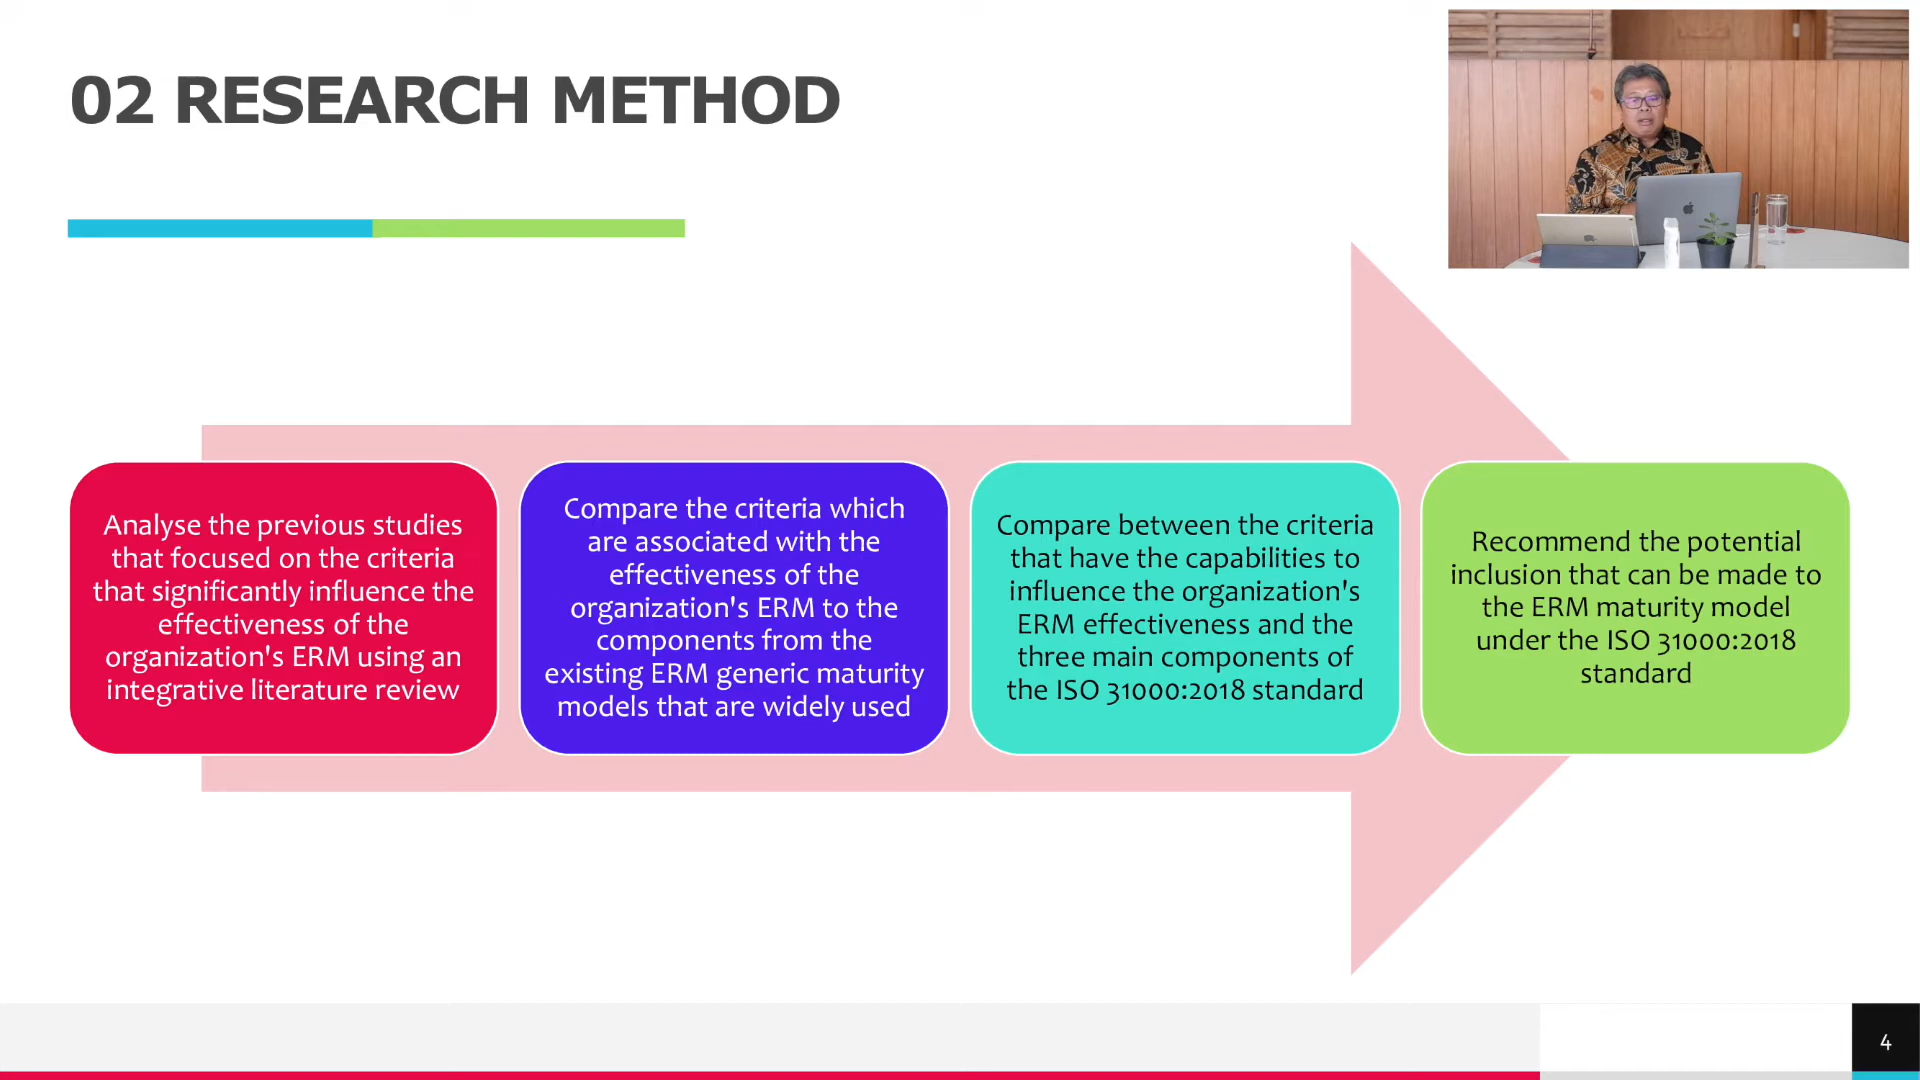 02 RESEARCH METHOD
Analyse the previous studies
that focused on the criteria
that significantly influence the
effectiveness of the
organization's ERM using an
integrative literature review
Compare the criteria which
are associated with the
effectiveness of the
organization's ERM to the
components from the
existing ERM generic maturity
models that are widely used
Compare between the criteria
that have the capabilities to
influence the organization's
ERM effectiveness and the
three main components of
the ISO 31000:2018 standard
Recommend the potential
inclusion that can be made to
the ERM maturity model
under the ISO 31000:2018
standard
4